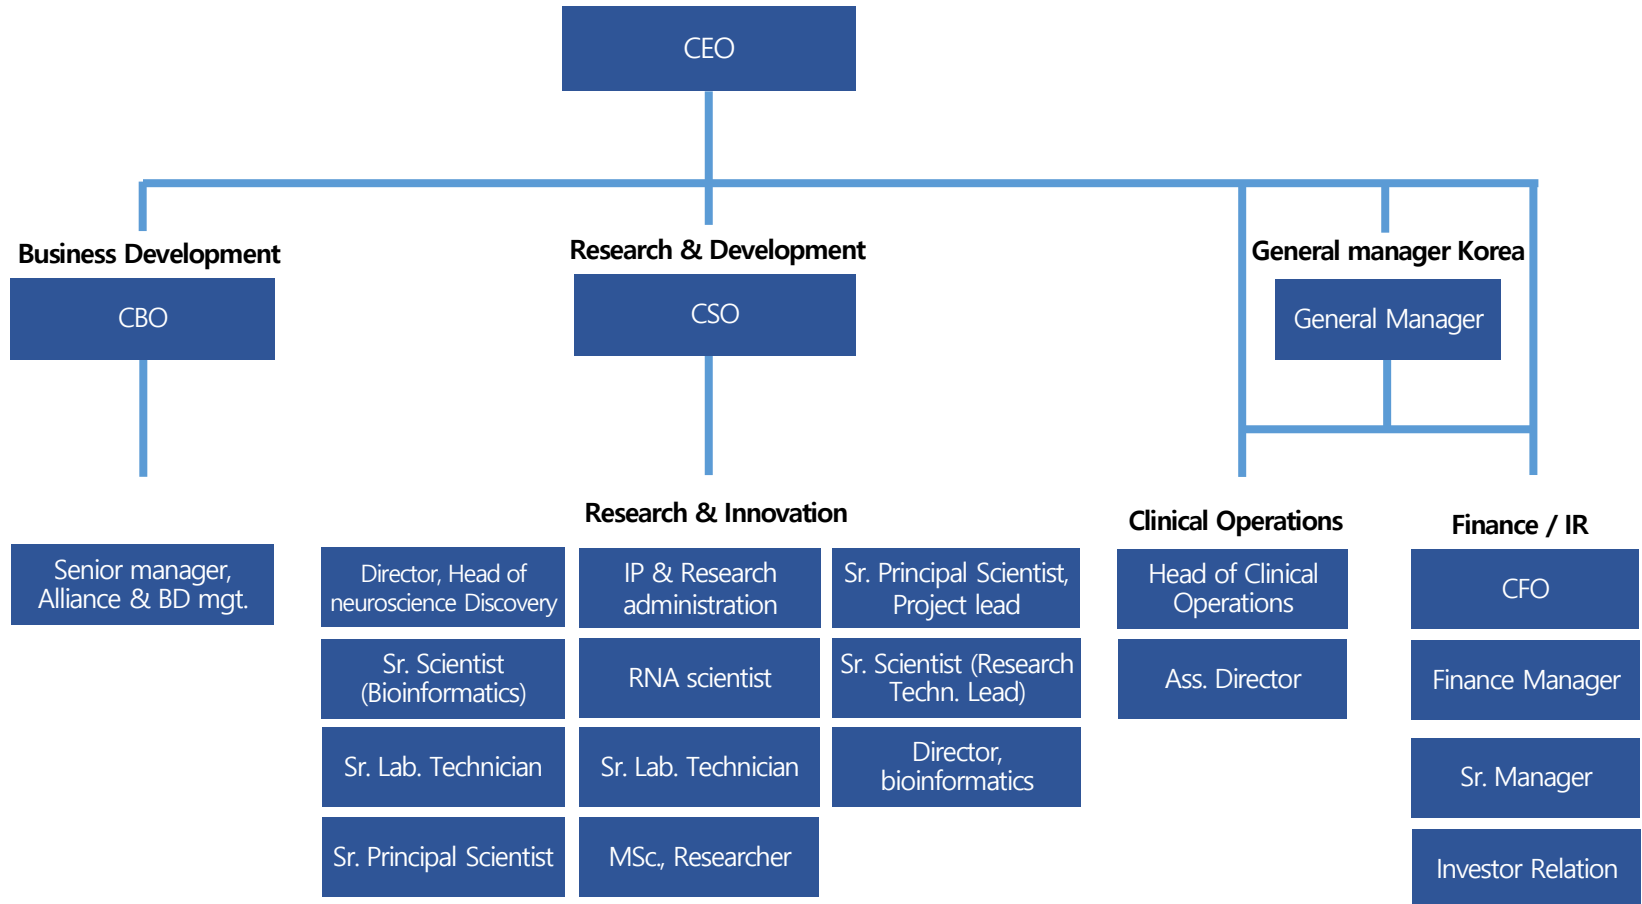 CEO
Business Development
CBO
Research & Development
CSO
General manager Korea
General Manager
Senior manager,
Alliance & BD mgt.
Research & Innovation
Director, Head of
neuroscience Discovery
IP & Research
administration
Sr. Principal Scientist,
Project lead
Sr. Scientist
(Bioinformatics)
RNA scientist
Sr. Scientist (Research
Techn. Lead)
Sr. Lab. Technician
Sr. Lab. Technician
Director,
bioinformatics
Sr. Principal Scientist
MSc., Researcher
Clinical Operations
Head of Clinical
Operations
Ass. Director
Finance / IR
CFO
Finance Manager
Sr. Manager
Investor Relation